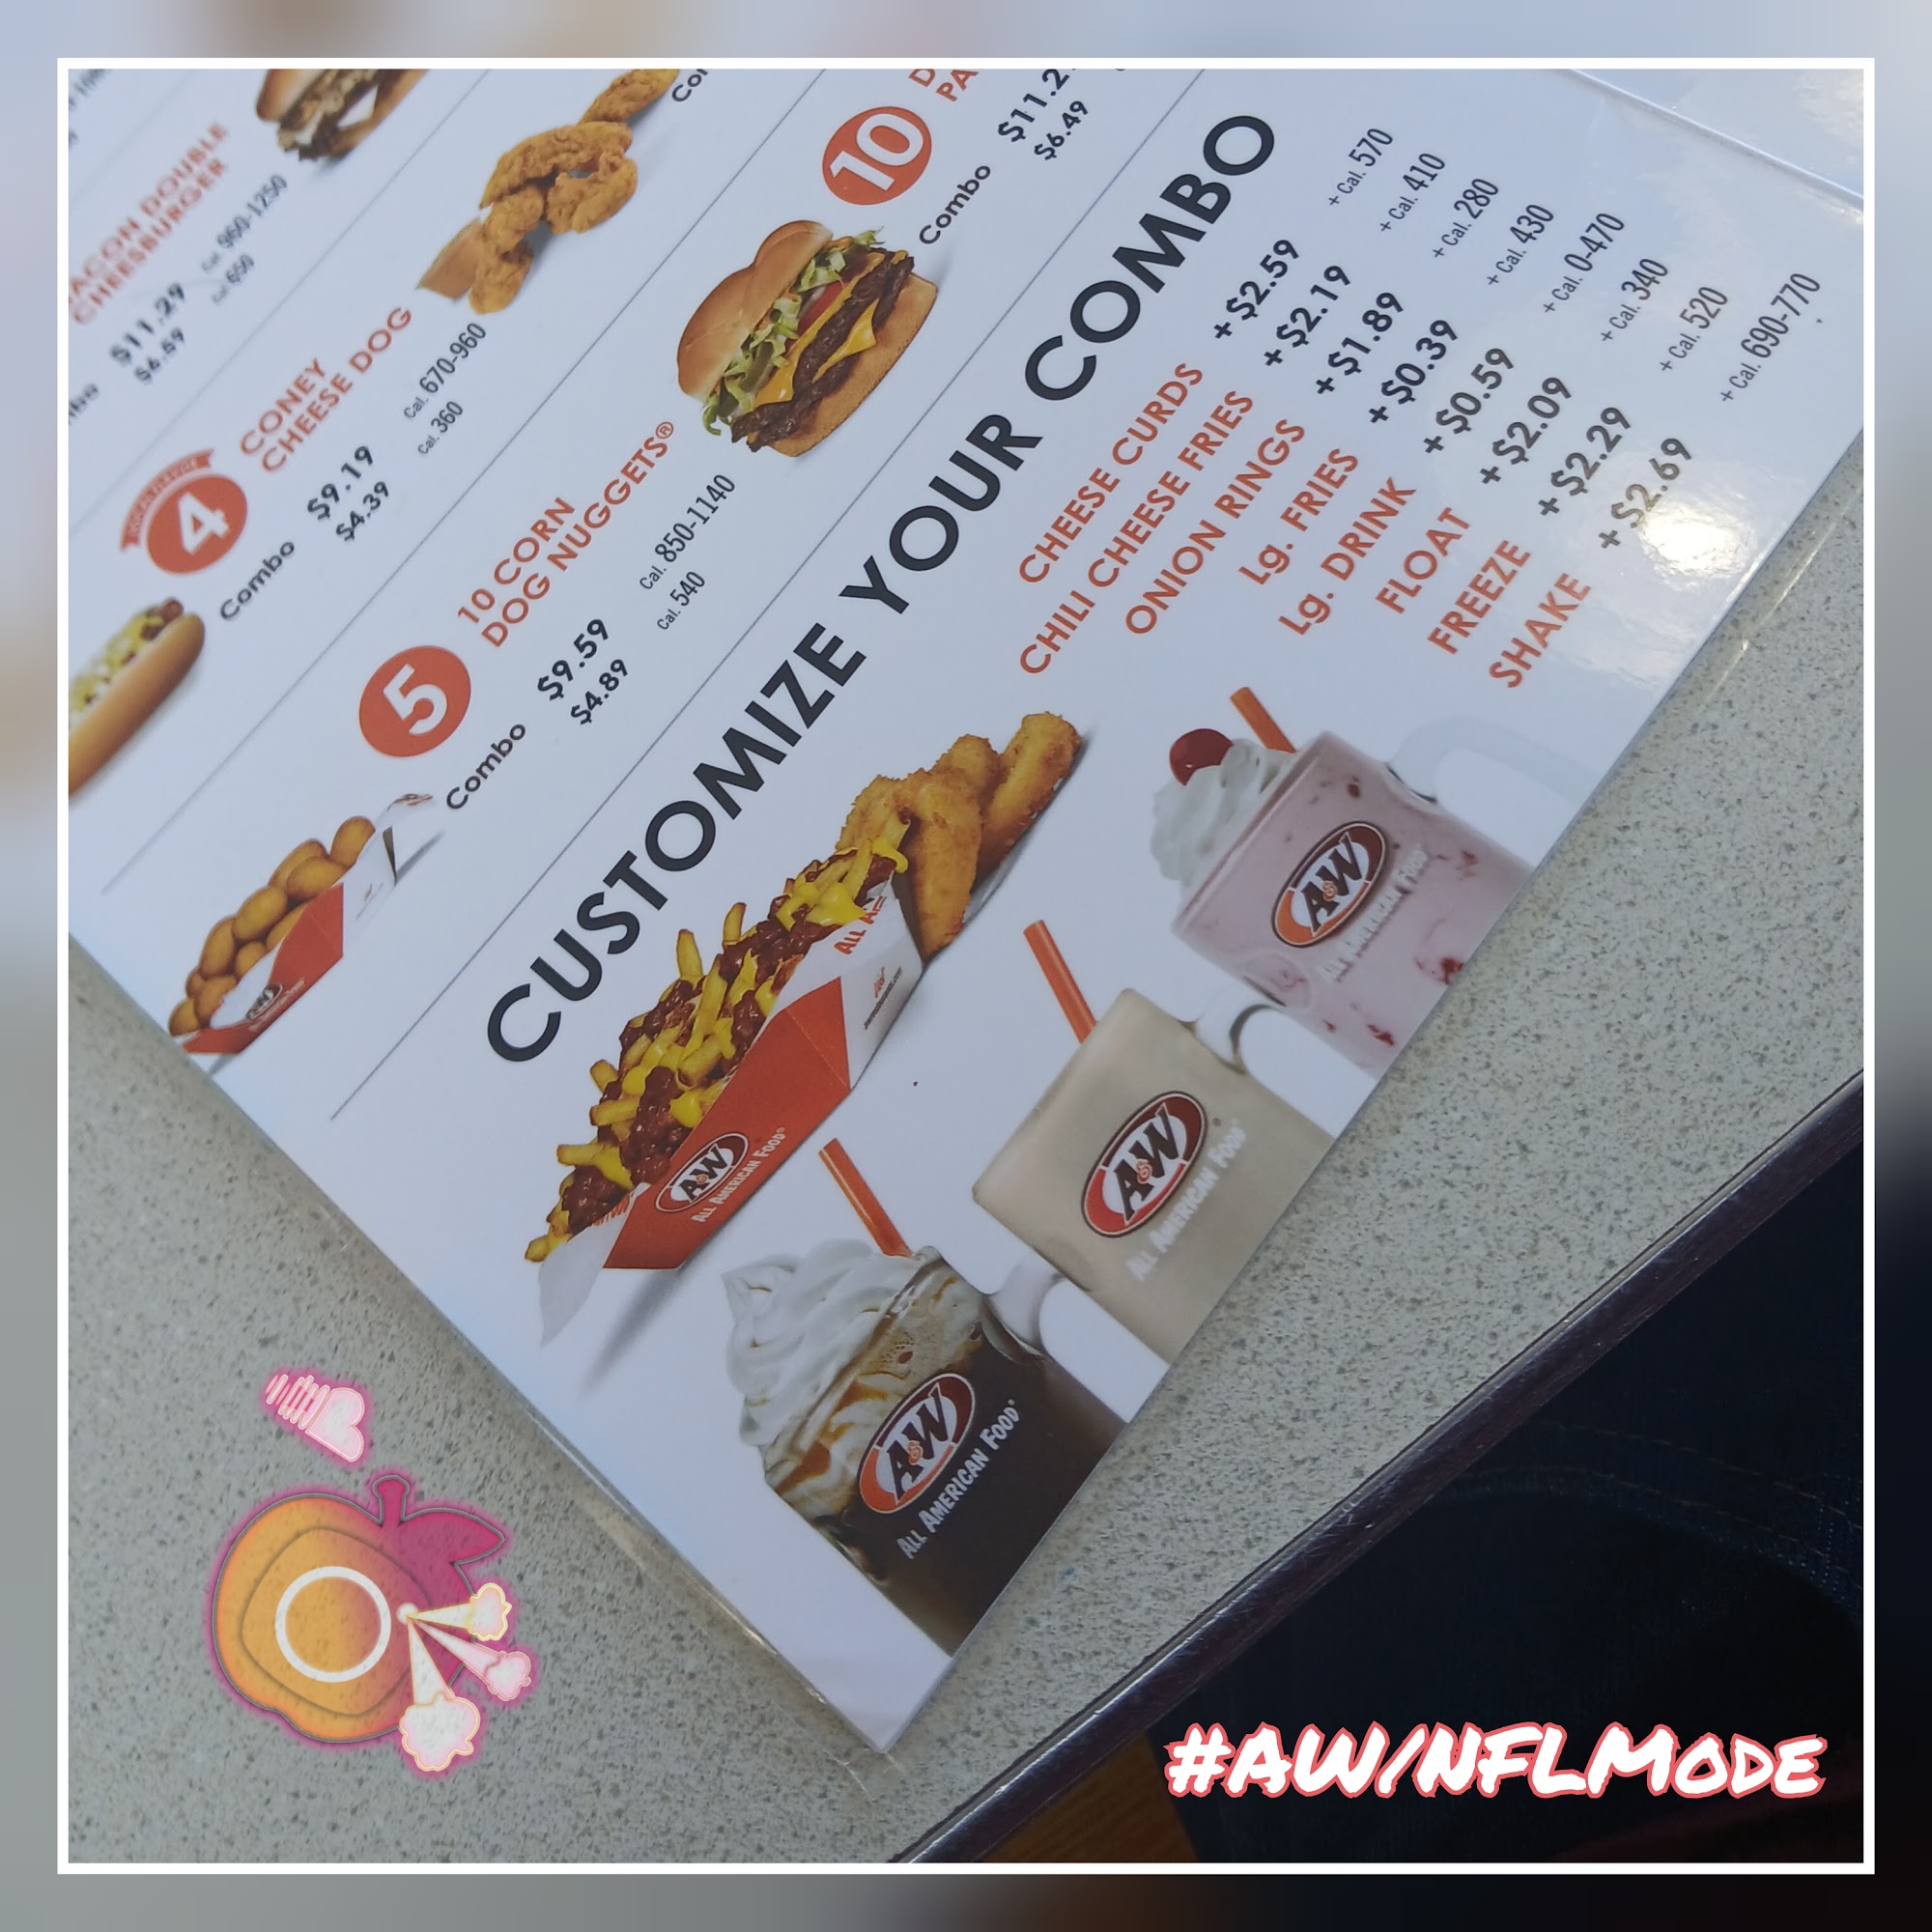 BACON DOUBLE
CHEESBURGER
$11.29 Cal. 960-1250
Cal. 650
4
CONEY
CHEESE DOG
Combo $9.19 Cal. 670-960
$4.39 Cal. 360
5
10 CORN
DOG NUGGETS®
Combo $9.59 Cal. 850-1140
$4.89 Cal. 540
10
Combo
$6.49
CUSTOMIZE YOUR COMBO
CHEESE CURDS +$2.59 + Cal. 570
CHILI CHEESE FRIES +$2.19 + Cal. 410
ONION RINGS +$1.89 + Cal. 280
Lg. FRIES +$0.39 + Cal. 430
Lg. DRINK +$0.59 + Cal. 0-470
FLOAT +$2.09 + Cal. 340
FREEZE +$2.29 + Cal. 520
SHAKE +$2.69 + Cal. 690-770
A&W
A&W
ALL AMERICAN FOOD®
A&W
ALL AMERICAN FOOD
A&W
ALL AMERICAN FOOD
A&W
ALL AMERICAN FOOD®
#AW/NFLMODE